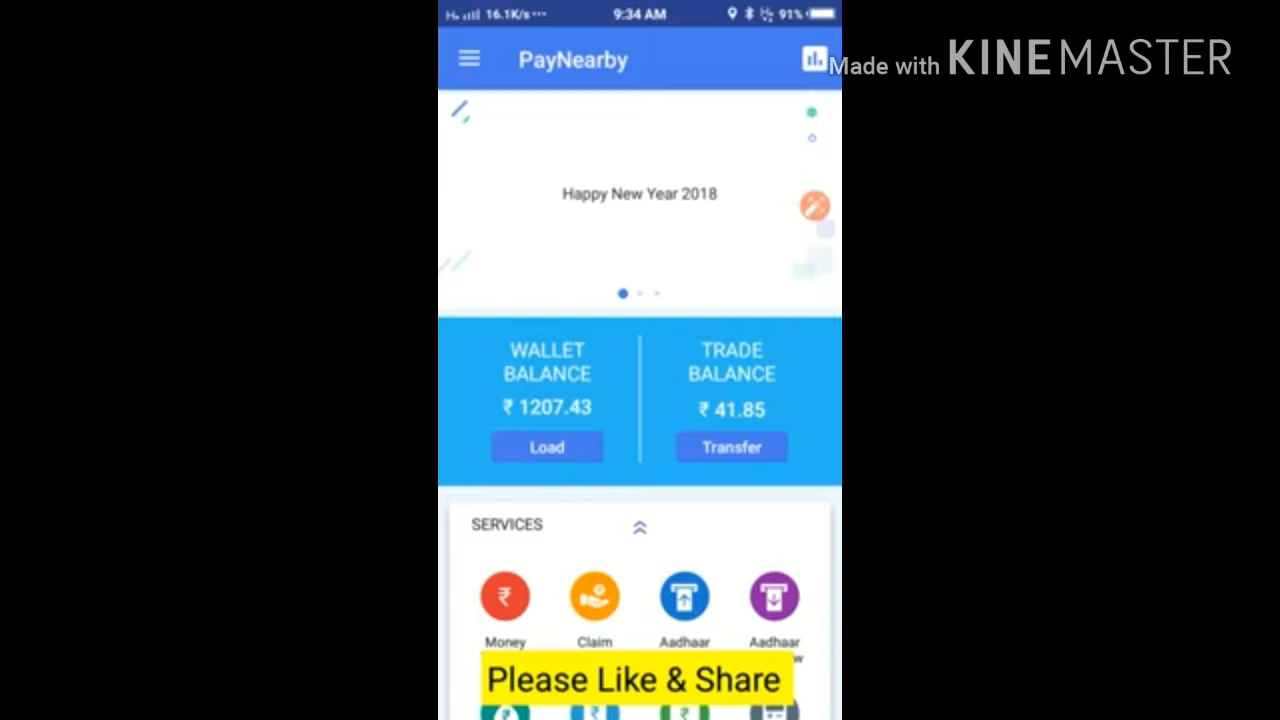 16.1K/s... 9:34 AM 91%
PayNearby
Made with KINEMASTER
Happy New Year 2018
WALLET BALANCE
₹ 1207.43
Load
TRADE BALANCE
₹ 41.85
Transfer
SERVICES
Money Claim Aadhaar Aadhaar
Please Like & Share